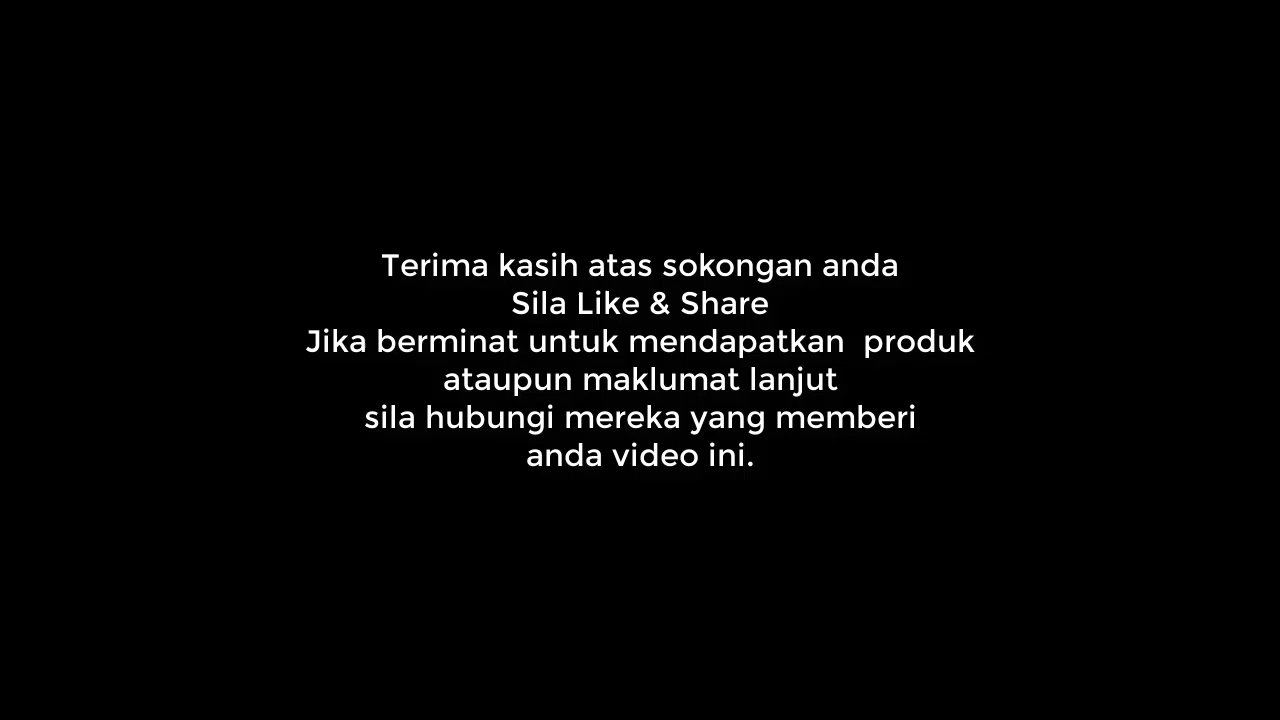 Terima kasih atas sokongan anda
Sila Like & Share
Jika berminat untuk mendapatkan  produk
ataupun maklumat lanjut
sila hubungi mereka yang memberi
anda video ini.